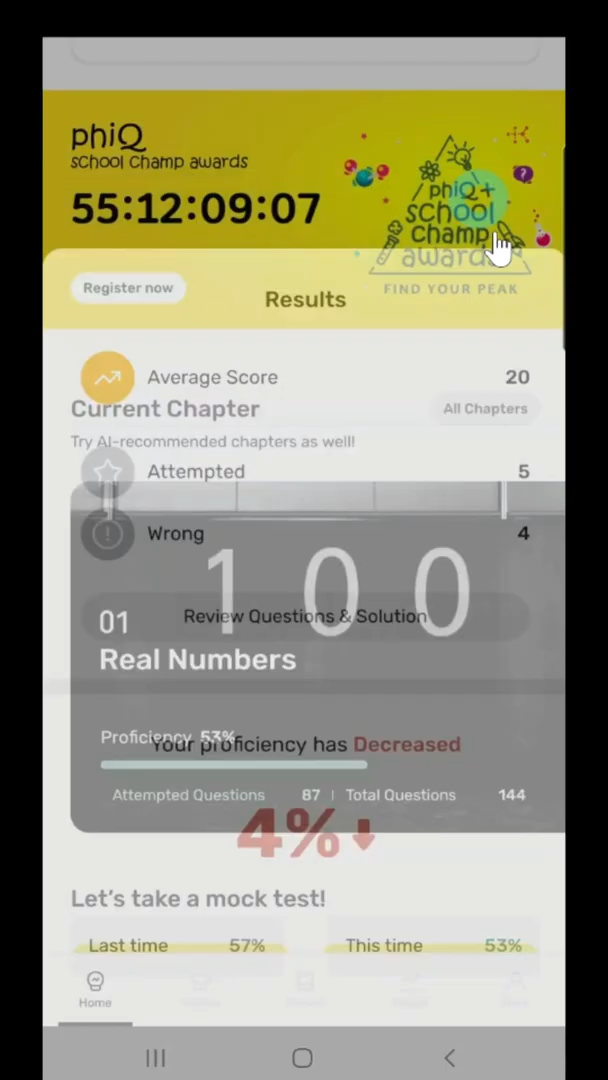 phiQ
school champ awards
55:12:09:07
phiQ+
school
champ
awards
FIND YOUR PEAK
Register now
Results
Average Score 20
Current Chapter All Chapters
Try AI-recommended chapters as well!
Attempted 5
Wrong 4
1 0 0
Review Questions & Solution
01
Real Numbers
Proficiency 53%
Your proficiency has Decreased
Attempted Questions 87 | Total Questions 144
4%
Let's take a mock test!
Last time 57% This time 53%
Home